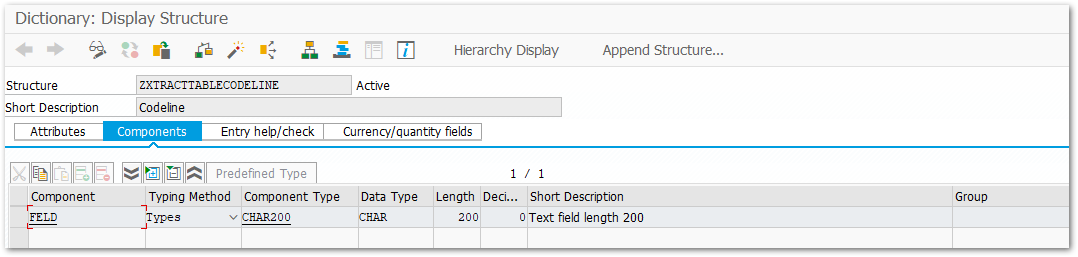 Dictionary: Display Structure
Hierarchy Display Append Structure...
Structure ZXTRACTTABLECODELINE Active
Short Description Codeline
Attributes Components Entry help/check Currency/quantity fields
Predefined Type 1 / 1
Component Typing Method Component Type Data Type Length Deci... Short Description Group
FELD Types CHAR200 CHAR 200 0 Text field length 200